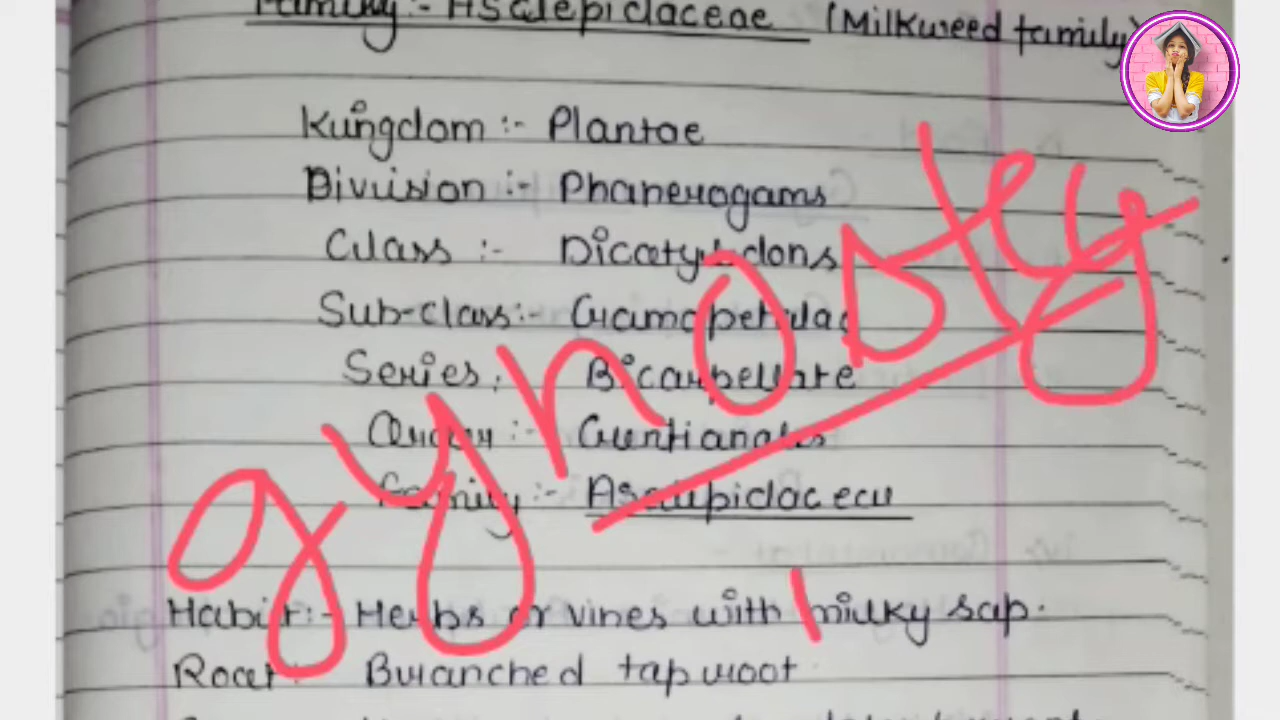 Family :- Asclepidaceae (Milkweed family)
Kingdom :- Plantae
Division :- Phanerogams
Class :- Dicotyledons
Sub-class :- Gamopetalae
Series :- Bicarpellate
Order :- Gentianales
Family :- Asclepidaceae
gynosteg
Habit :- Herbs or vines with milky sap.
Root : Branched tap root